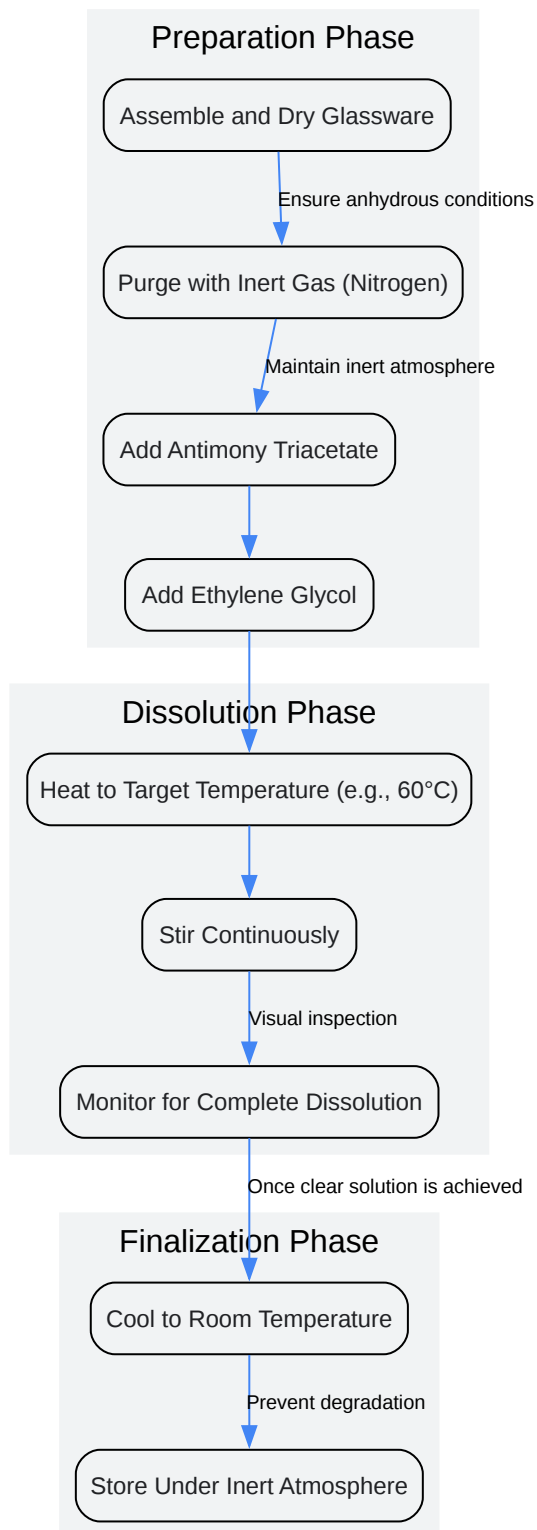 Preparation Phase
Assemble and Dry Glassware
Ensure anhydrous conditions
Purge with Inert Gas (Nitrogen)
Maintain inert atmosphere
Add Antimony Triacetate
Add Ethylene Glycol
Dissolution Phase
Heat to Target Temperature (e.g., 60°C)
Stir Continuously
Visual inspection
Monitor for Complete Dissolution
Once clear solution is achieved
Finalization Phase
Cool to Room Temperature
Prevent degradation
Store Under Inert Atmosphere